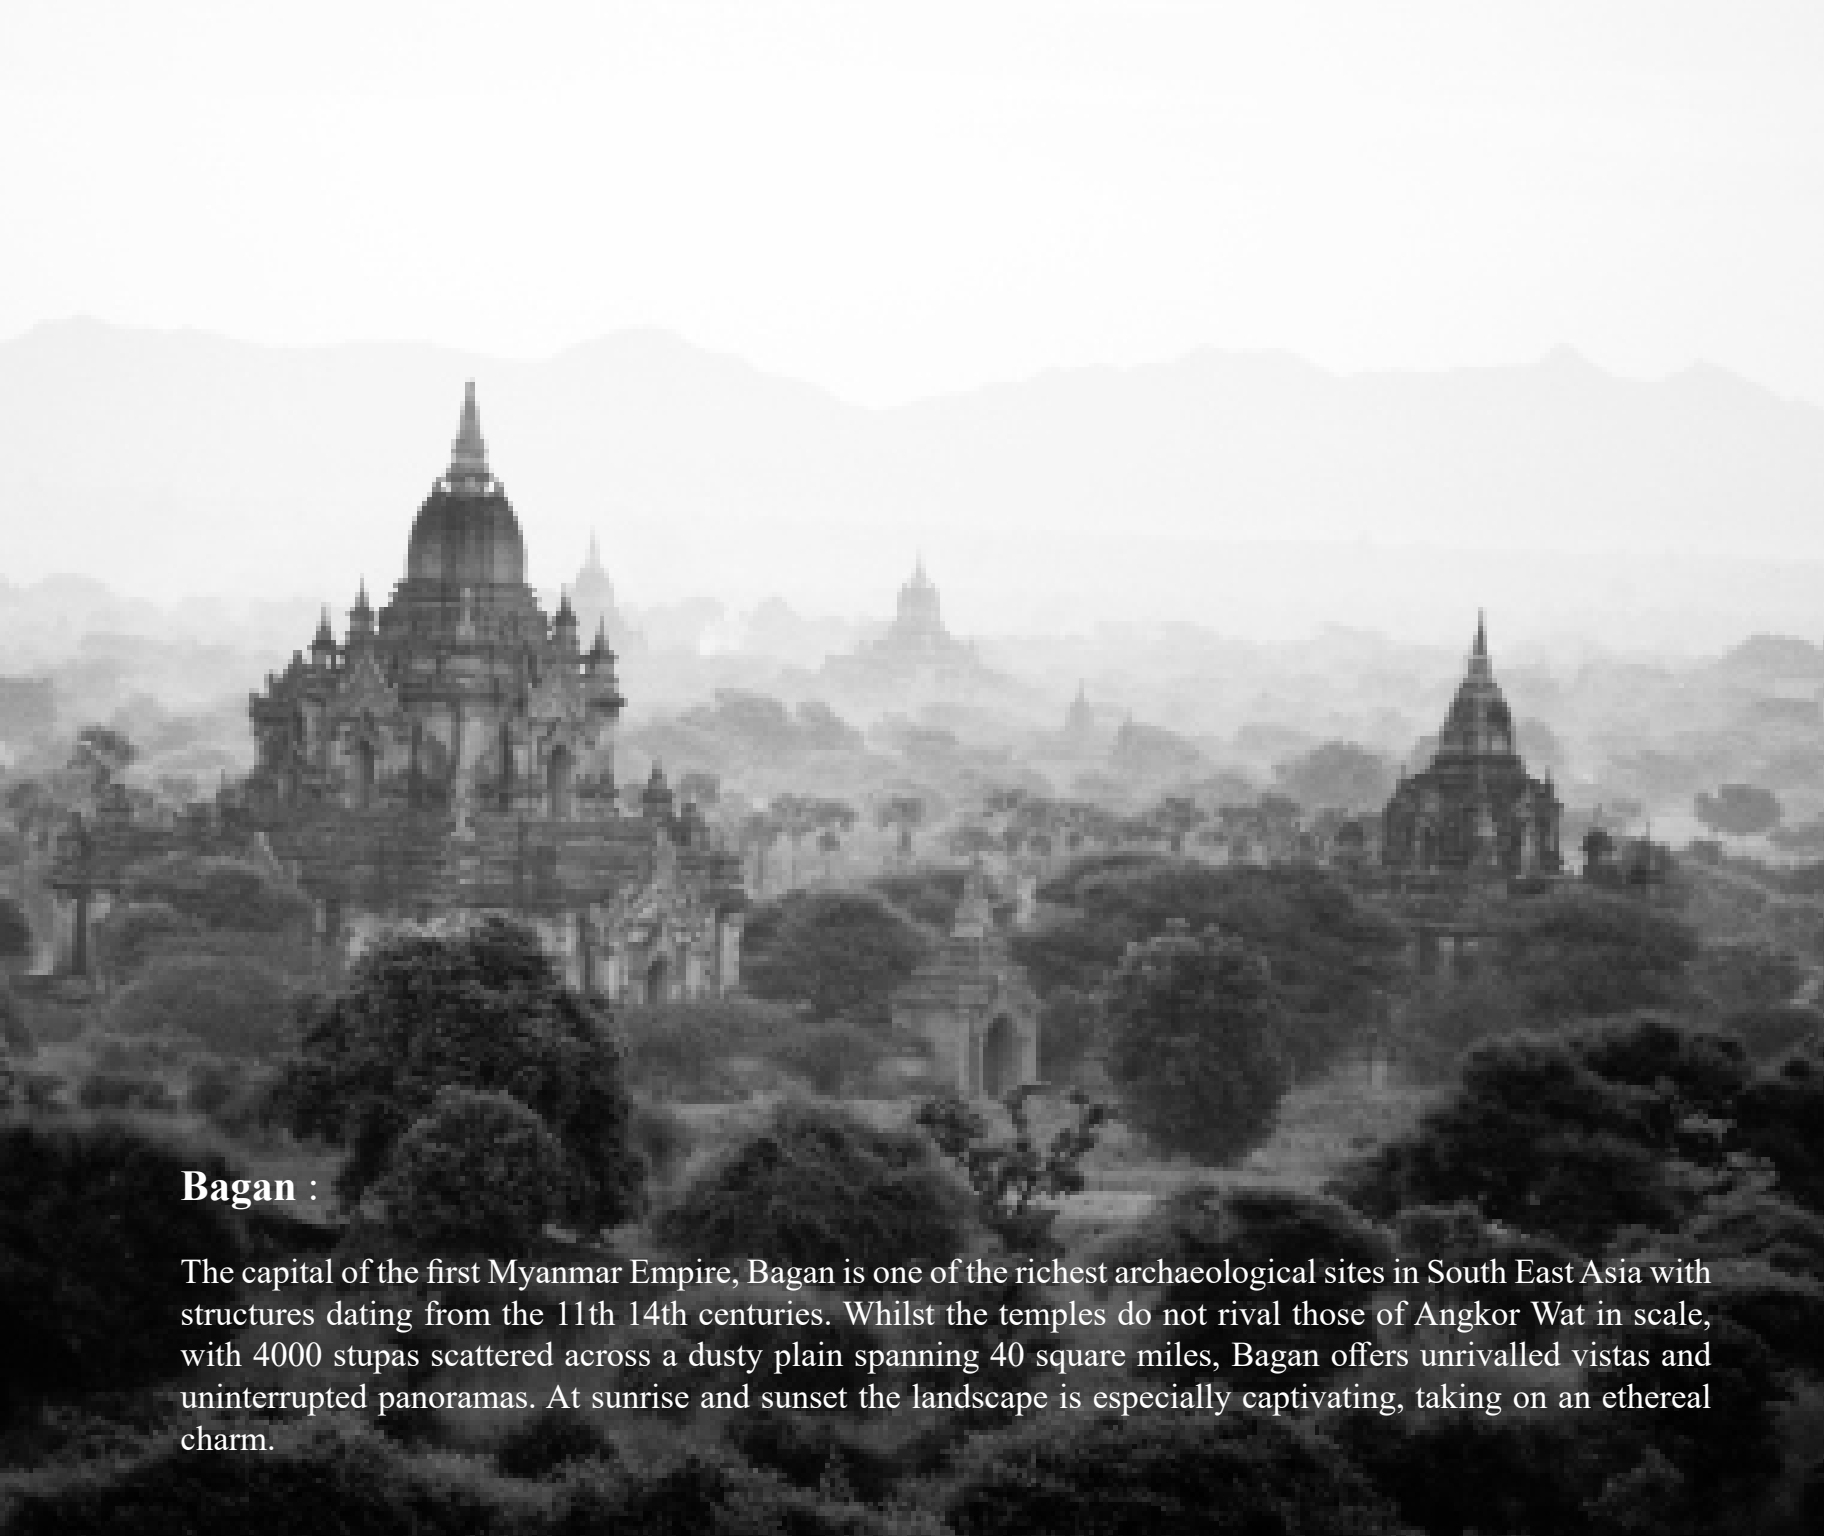 Bagan :
The capital of the first Myanmar Empire, Bagan is one of the richest archaeological sites in South East Asia with
structures dating from the 11th 14th centuries. Whilst the temples do not rival those of Angkor Wat in scale,
with 4000 stupas scattered across a dusty plain spanning 40 square miles, Bagan offers unrivalled vistas and
uninterrupted panoramas. At sunrise and sunset the landscape is especially captivating, taking on an ethereal
charm.